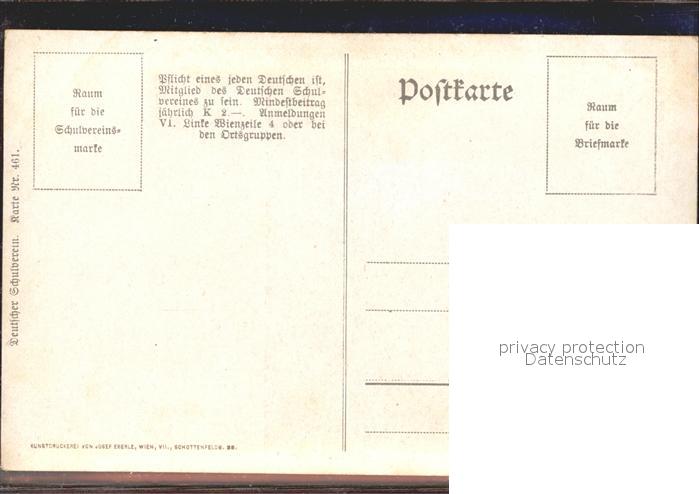 Raum
für die
Schulvereins-
marke
Pflicht eines jeden Deutschen ist,
Mitglied des Deutschen Schul-
vereines zu sein. Mindestbeitrag
jährlich K 2.—. Anmeldungen
VI. Linke Wienzeile 4 oder bei
den Ortsgruppen.
Postkarte
Raum
für die
Briefmarke
Deutscher Schulverein. Karte Nr. 461.
privacy protection
Datenschutz
KUNSTDRUCKEREI VON JOSEF EBERLE, WIEN, VII., SCHOTTENFELDG. 38.